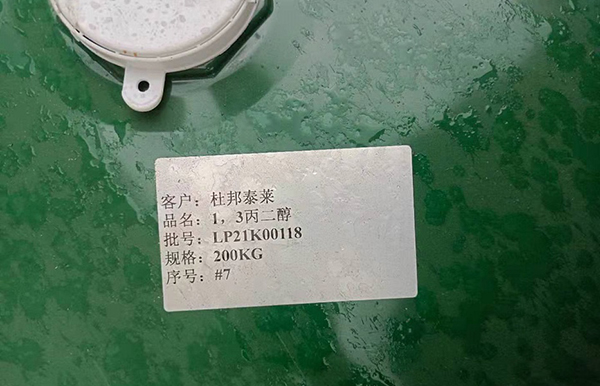 客户：杜邦泰莱
品名：1，3丙二醇
批号：LP21K00118
规格：200KG
序号：#7